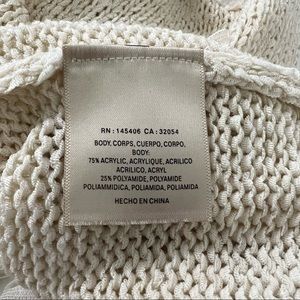 RN : 145406 CA : 32054
BODY, CORPS, CUERPO, CORPO,
BODY:
75% ACRYLIC, ACRYLIQUE, ACRILICO
ACRILICO, ACRYL
25% POLYAMIDE, POLYAMIDE
POLIAMMIDICA, POLIAMIDA, POLIAMIDA
HECHO EN CHINA